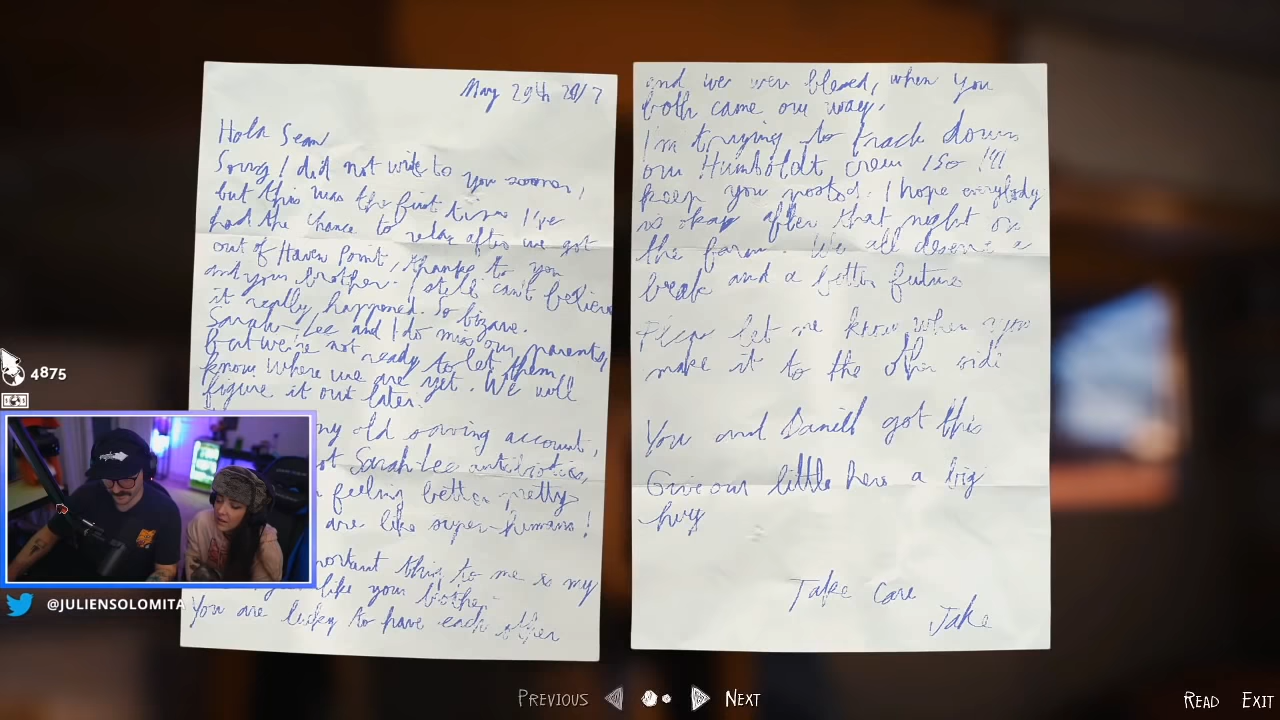 May 29th 2017
Hola Sean
Sorry I did not write to you sooner,
but this was the first time I've
had the chance to relax after we got
out of Haven Point, thanks to you
and your brother. I still can't believe
it really happened. So bizarre.
Sarah-Lee and I do miss our parents,
but we're not ready to let them
know where we are yet. We will
figure it out later.
my old saving account,
Sarah-Lee antibiotics,
feeling better pretty
are like super-humans!
this to me is my
like your brother.
You are lucky to have each other
and we were blessed, when you
both came our way.
I'm trying to track down
our Humboldt crew, so I'll
keep you posted. I hope everybody
is okay after that night on
the farm. We all deserve a
break and a better future
Please let me know when you
make it to the other side
You and Daniel got this
Give our little hero a big
hug
Take Care
Jake
4875
@JULIENSOLOMITA
PREVIOUS
NEXT
READ
EXIT